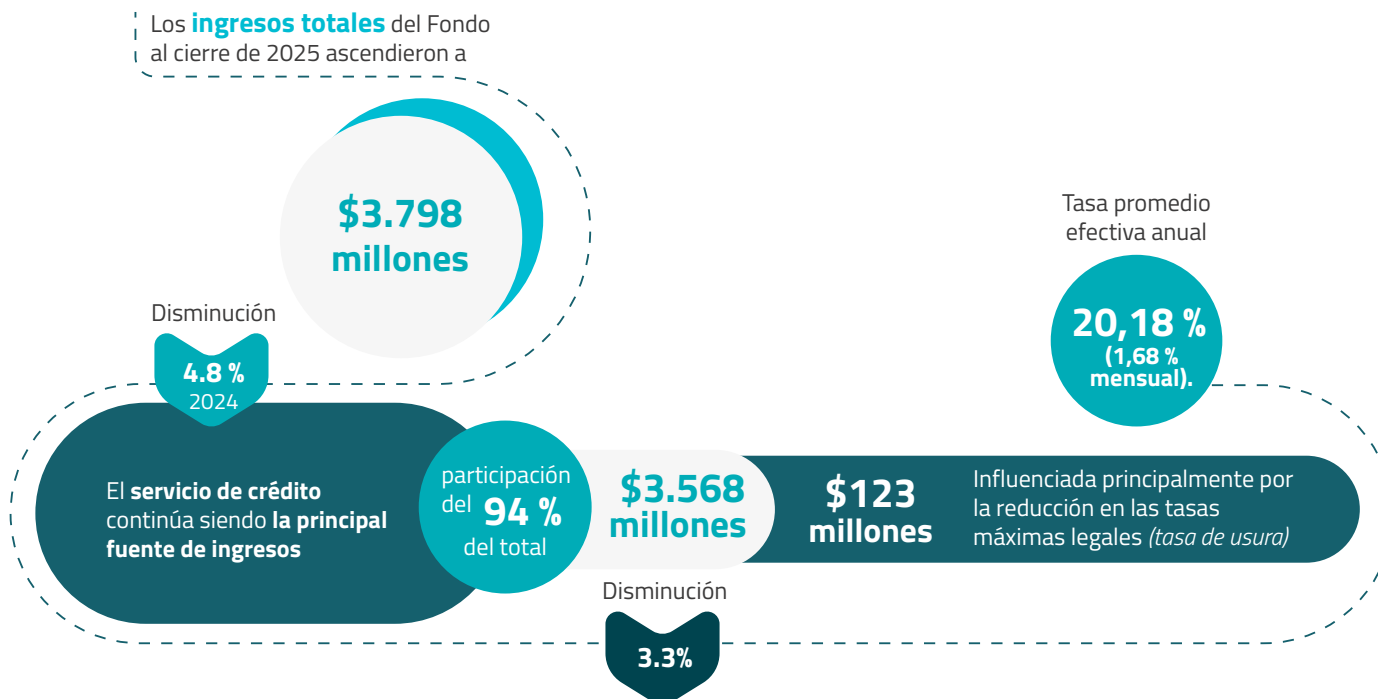 Los ingresos totales del Fondo
al cierre de 2025 ascendieron a
$3.798
millones
Disminución
4.8 %
2024
El servicio de crédito
continúa siendo la principal
fuente de ingresos
participación
del 94 %
del total
$3.568
millones
Disminución
3.3%
$123
millones
Influenciada principalmente por
la reducción en las tasas
máximas legales (tasa de usura)
Tasa promedio
efectiva anual
20,18 %
(1,68 %
mensual).